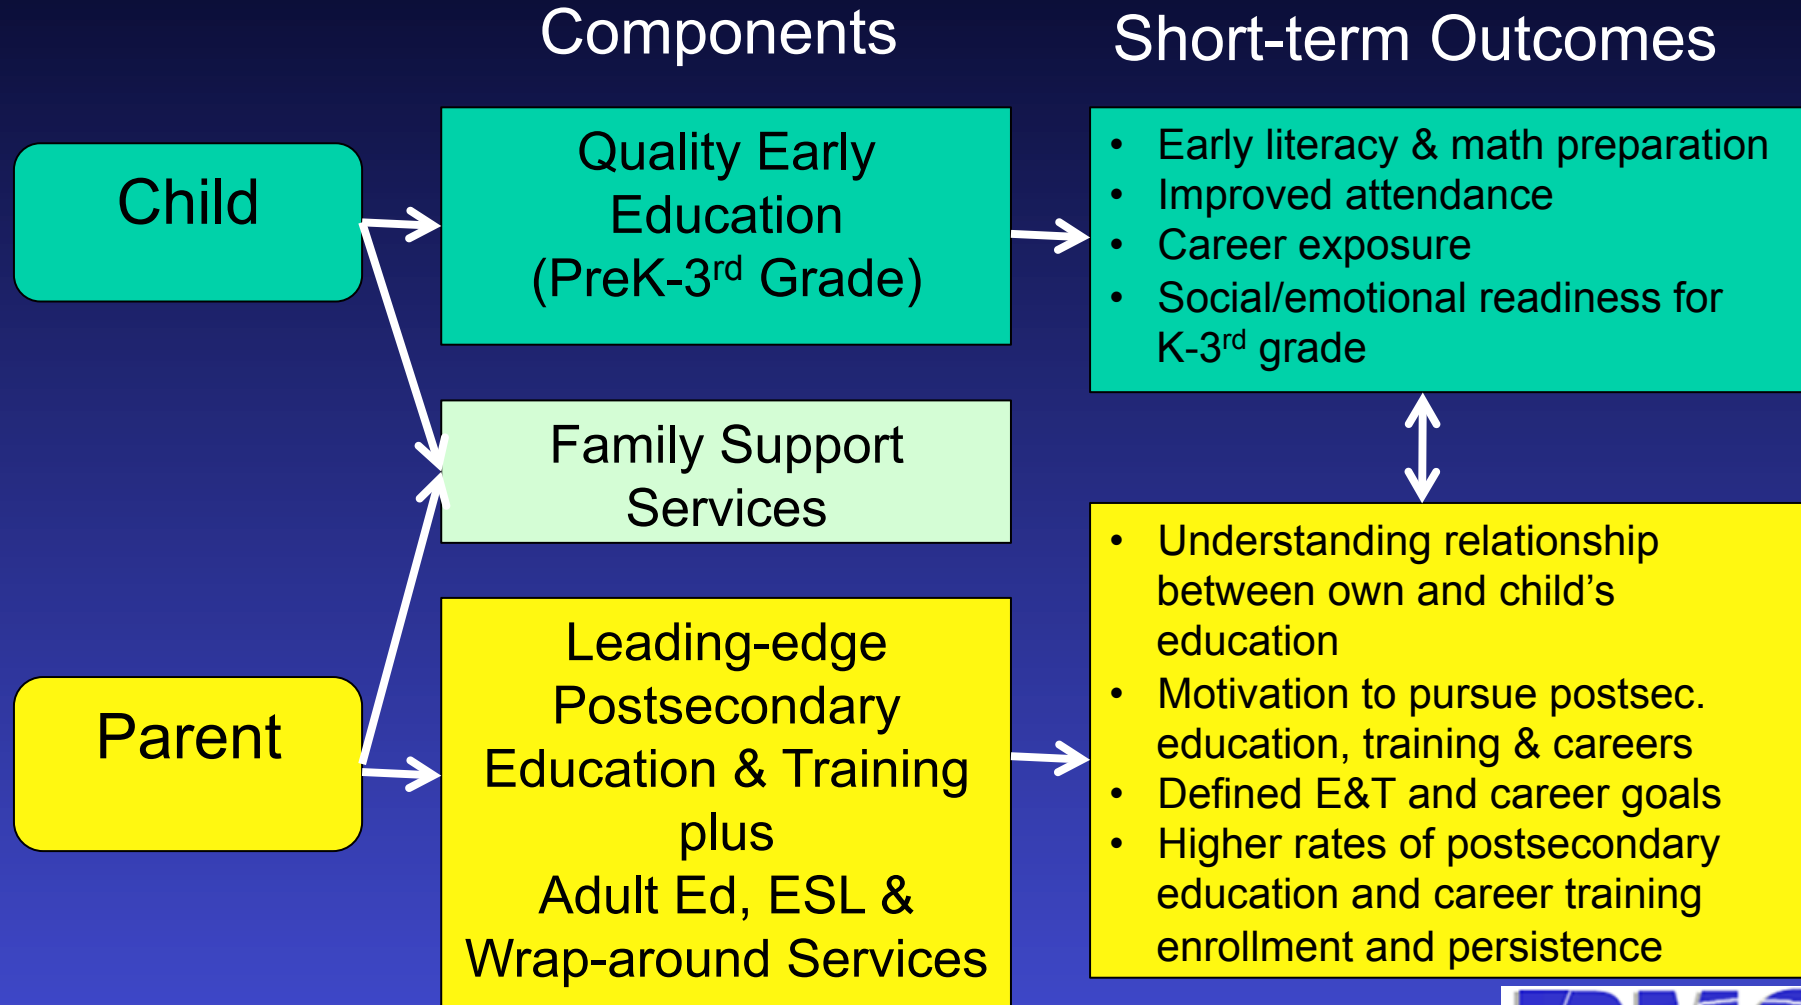 Components
Short-term Outcomes
Child
Quality Early
Education
(PreK-3rd Grade)
• Early literacy & math preparation
• Improved attendance
• Career exposure
• Social/emotional readiness for
K-3rd grade
Family Support
Services
Parent
Leading-edge
Postsecondary
Education & Training
plus
Adult Ed, ESL &
Wrap-around Services
• Understanding relationship
between own and child’s
education
• Motivation to pursue postsec.
education, training & careers
• Defined E&T and career goals
• Higher rates of postsecondary
education and career training
enrollment and persistence